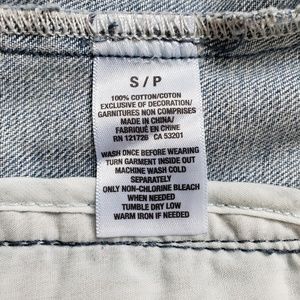 S / P
100% COTTON/COTON
EXCLUSIVE OF DECORATION/
GARNITURES NON COMPRISES
MADE IN CHINA/
FABRIQUÉ EN CHINE
RN 121726 CA 53201
WASH ONCE BEFORE WEARING
TURN GARMENT INSIDE OUT
MACHINE WASH COLD
SEPARATELY
ONLY NON-CHLORINE BLEACH
WHEN NEEDED
TUMBLE DRY LOW
WARM IRON IF NEEDED